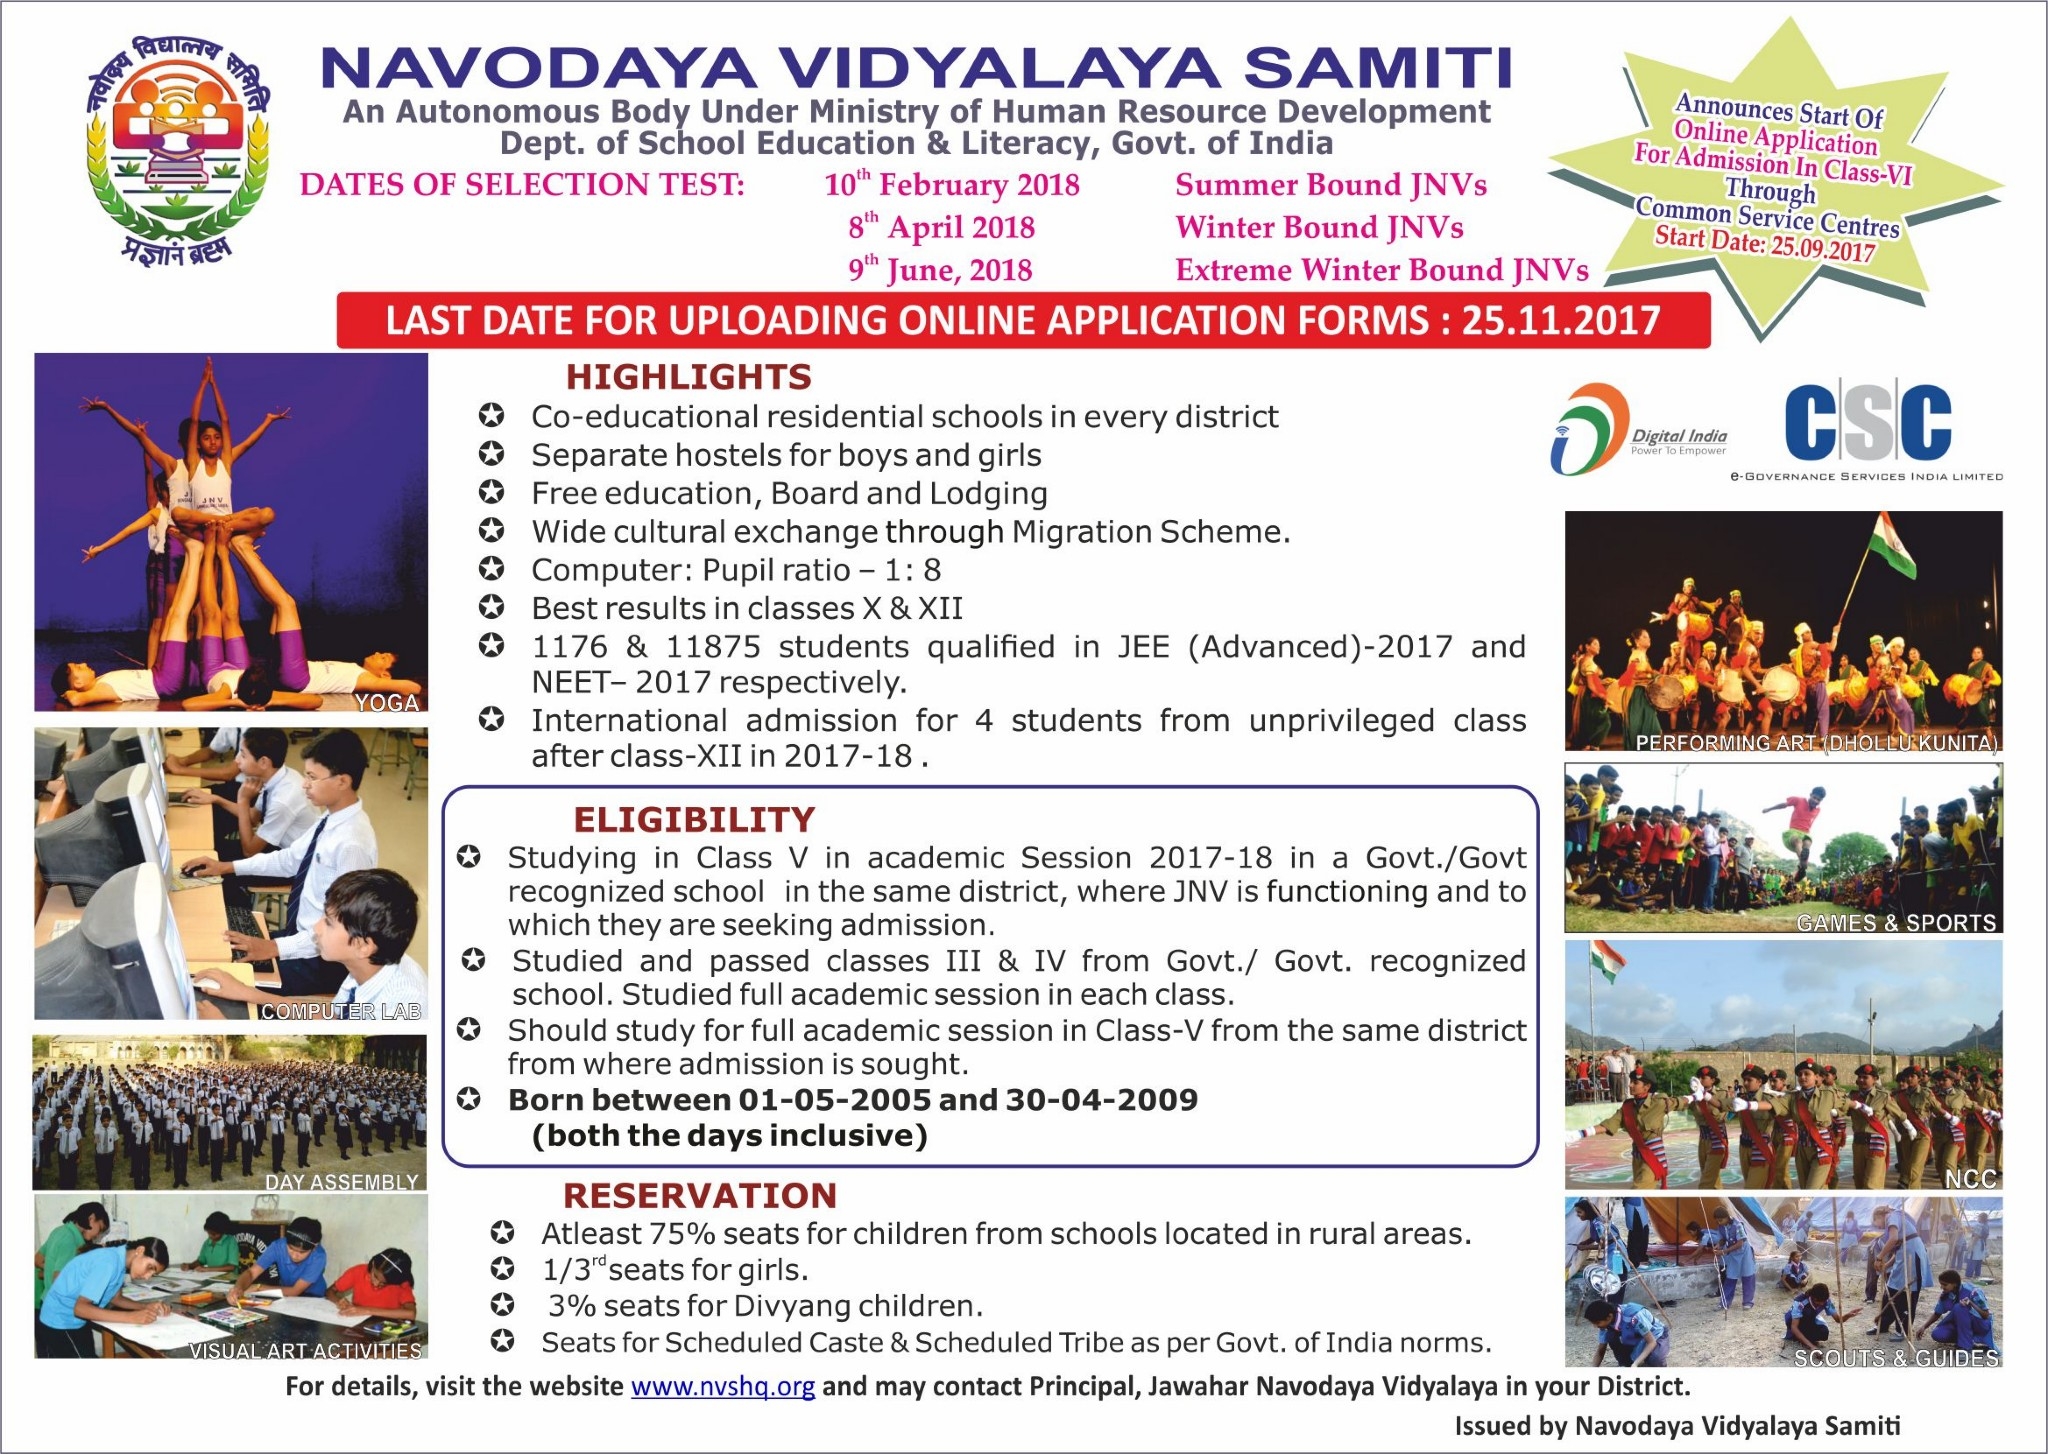 नवोदय विद्यालय समिति
प्रज्ञानं ब्रह्म
NAVODAYA VIDYALAYA SAMITI
An Autonomous Body Under Ministry of Human Resource Development
Dept. of School Education & Literacy, Govt. of India
DATES OF SELECTION TEST: 10th February 2018 Summer Bound JNVs
8th April 2018 Winter Bound JNVs
9th June, 2018 Extreme Winter Bound JNVs
Announces Start Of
Online Application
For Admission In Class-VI
Through
Common Service Centres
Start Date: 25.09.2017
LAST DATE FOR UPLOADING ONLINE APPLICATION FORMS : 25.11.2017
HIGHLIGHTS
Co-educational residential schools in every district
Separate hostels for boys and girls
Free education, Board and Lodging
Wide cultural exchange through Migration Scheme.
Computer: Pupil ratio – 1: 8
Best results in classes X & XII
1176 & 11875 students qualified in JEE (Advanced)-2017 and
NEET– 2017 respectively.
International admission for 4 students from unprivileged class
after class-XII in 2017-18 .
ELIGIBILITY
Studying in Class V in academic Session 2017-18 in a Govt./Govt
recognized school in the same district, where JNV is functioning and to
which they are seeking admission.
Studied and passed classes III & IV from Govt./ Govt. recognized
school. Studied full academic session in each class.
Should study for full academic session in Class-V from the same district
from where admission is sought.
Born between 01-05-2005 and 30-04-2009
(both the days inclusive)
RESERVATION
Atleast 75% seats for children from schools located in rural areas.
1/3rd seats for girls.
3% seats for Divyang children.
Seats for Scheduled Caste & Scheduled Tribe as per Govt. of India norms.
JNV
YOGA
COMPUTER LAB
DAY ASSEMBLY
VISUAL ART ACTIVITIES
Digital India
Power To Empower
CSC
e-GOVERNANCE SERVICES INDIA LIMITED
PERFORMING ART (DHOLLU KUNITA)
GAMES & SPORTS
NCC
SCOUTS & GUIDES
For details, visit the website www.nvshq.org and may contact Principal, Jawahar Navodaya Vidyalaya in your District.
Issued by Navodaya Vidyalaya Samiti